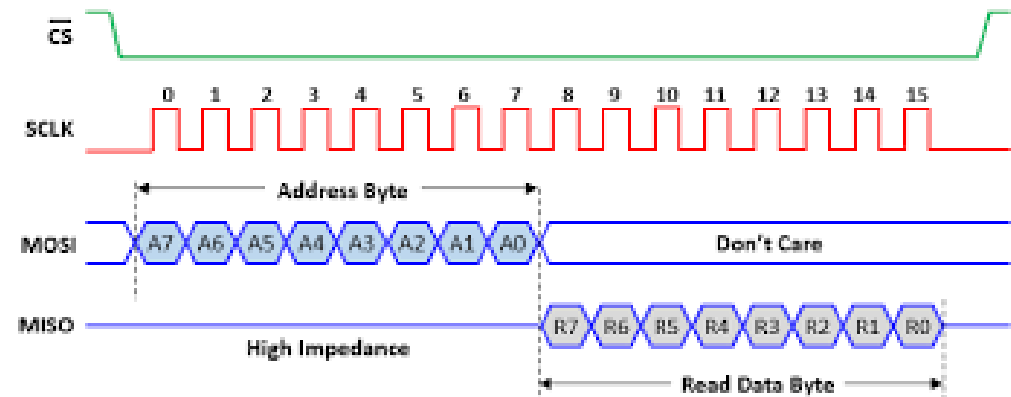 C̅S̅
0 1 2 3 4 5 6 7 8 9 10 11 12 13 14 15
SCLK
Address Byte
MOSI A7 A6 A5 A4 A3 A2 A1 A0 Don't Care
MISO R7 R6 R5 R4 R3 R2 R1 R0
High Impedance
Read Data Byte